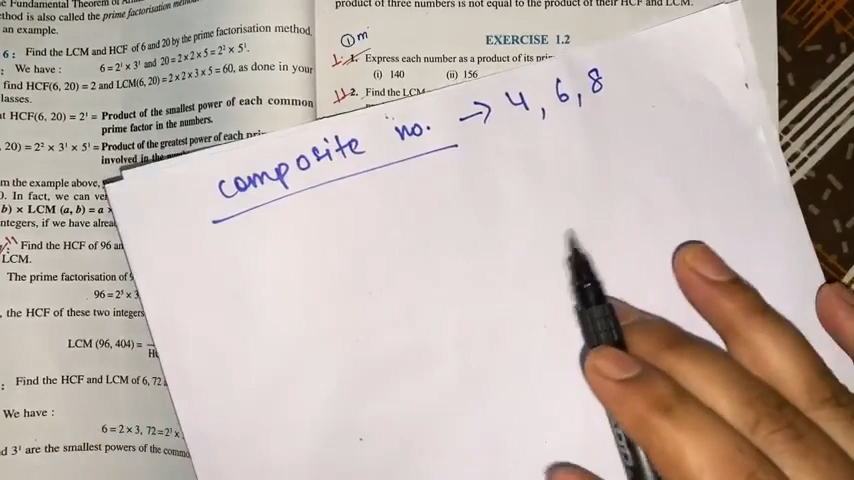 e Fundamental Theorem of
thod is also called the prime factorisation method
an example.
6 : Find the LCM and HCF of 6 and 20 by the prime factorisation method.
: We have : 6 = 2¹ × 3¹ and 20 = 2 × 2 × 5 = 2² × 5¹.
find HCF(6, 20) = 2 and LCM(6, 20) = 2 × 2 × 3 × 5 = 60, as done in your
lasses.
at HCF(6, 20) = 2¹ = Product of the smallest power of each common
prime factor in the numbers.
, 20) = 2² × 3¹ × 5¹ = Product of the greatest power of each
involved in the
m the example above,
). In fact, we can
b) × LCM (a, b) = a ×
integers, if we have
: Find the HCF of 96 an
LCM.
The prime factorisation of
96 = 2⁵ × 3
, the HCF of these two integers
LCM (96, 404) =
: Find the HCF and LCM of 6, 72
We have :
6 = 2 × 3, 72 = 2³ ×
d 3¹ are the smallest powers of the
product of three numbers is not equal to the product of their HCF and LCM.
① m
EXERCISE 1.2
1. Express each number as a product of its
(i) 140 (ii) 156
2. Find the LCM
composite no. → 4, 6, 8